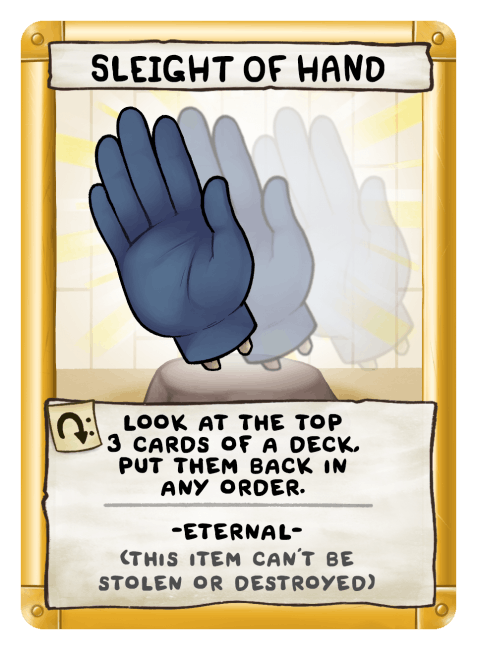 SLEIGHT OF HAND
LOOK AT THE TOP
3 CARDS OF A DECK,
PUT THEM BACK IN
ANY ORDER.
-ETERNAL-
(THIS ITEM CAN'T BE
STOLEN OR DESTROYED)